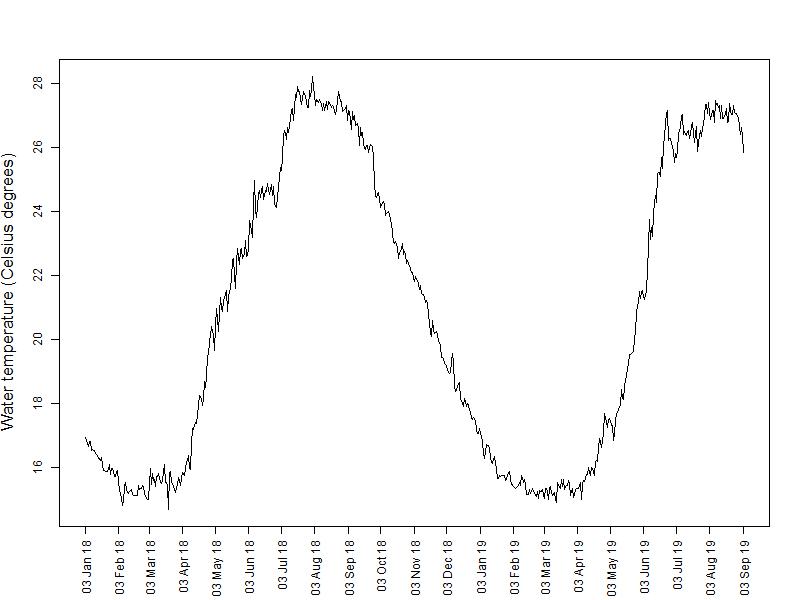 Water temperature (Celsius degrees)
28
26
24
22
20
18
16
03 Jan 18
03 Feb 18
03 Mar 18
03 Apr 18
03 May 18
03 Jun 18
03 Jul 18
03 Aug 18
03 Sep 18
03 Oct 18
03 Nov 18
03 Dec 18
03 Jan 19
03 Feb 19
03 Mar 19
03 Apr 19
03 May 19
03 Jun 19
03 Jul 19
03 Aug 19
03 Sep 19